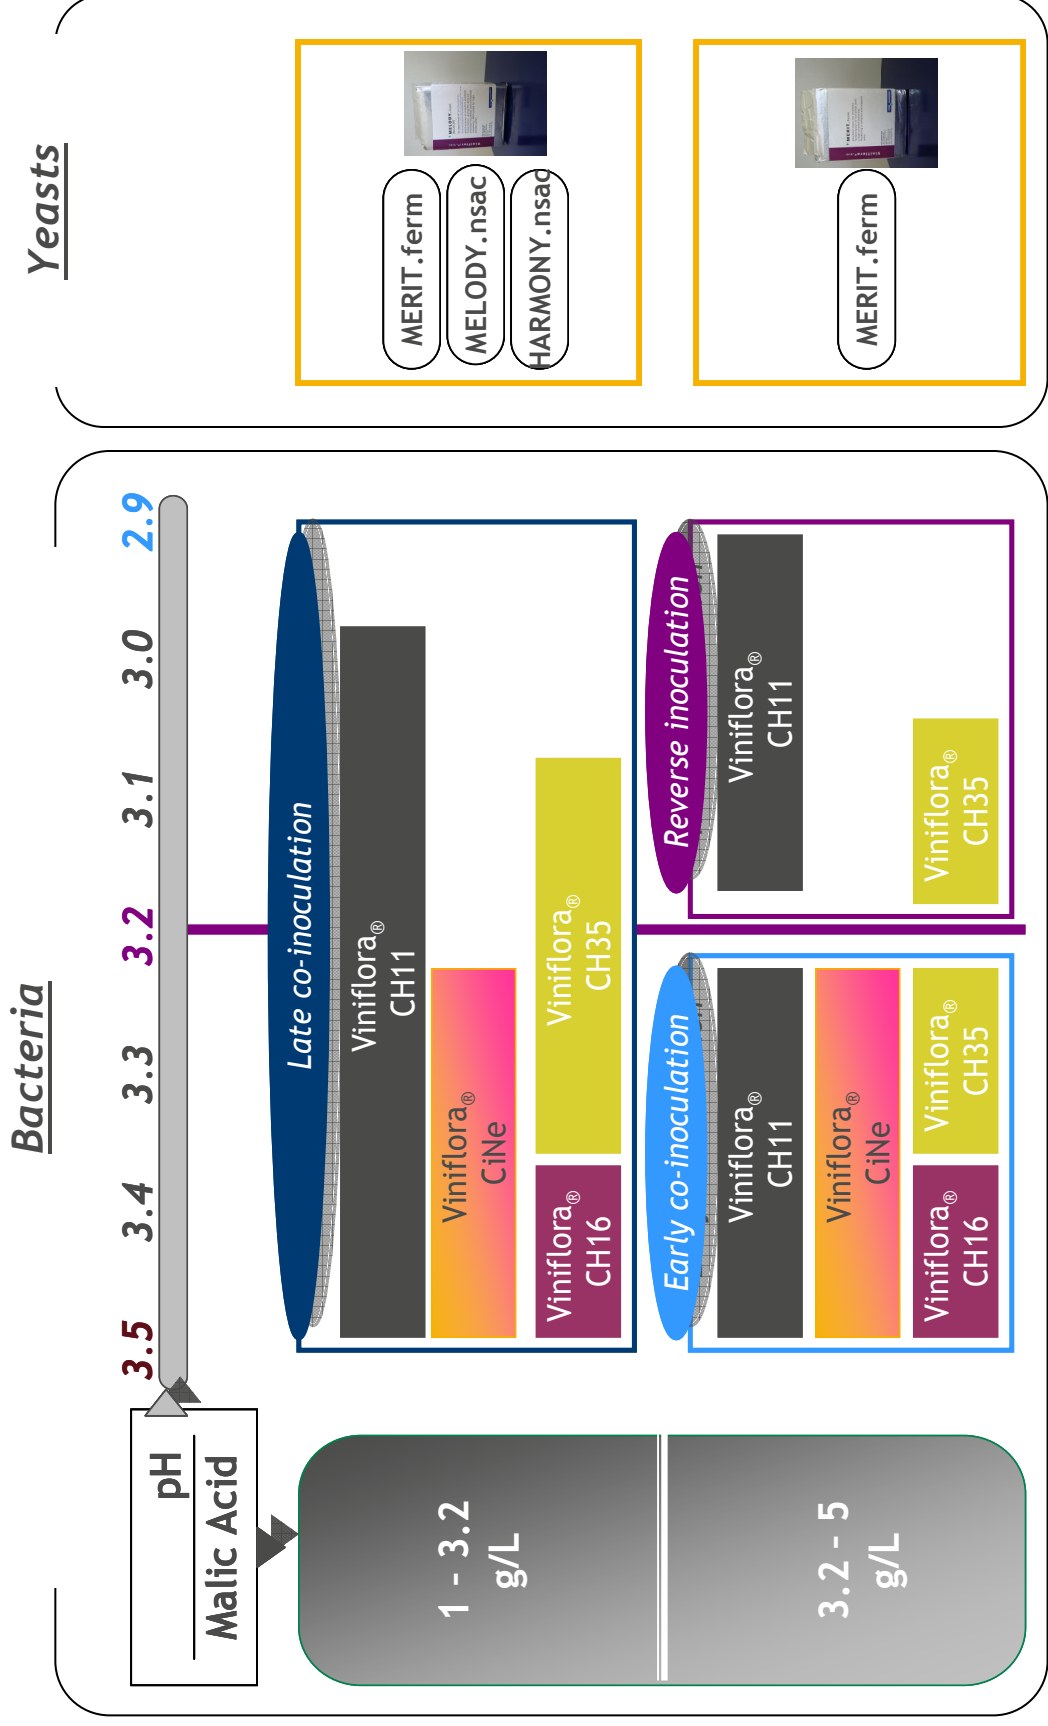 Bacteria
Yeasts
pH
Malic Acid
3.5 3.4 3.3 3.2 3.1 3.0 2.9
1 - 3.2
g/L
Late co-inoculation
Viniflora®
CH11
Viniflora®
CiNe
Viniflora®
CH16
Viniflora®
CH35
MERIT.ferm
MELODY.nsac
HARMONY.nsac
MELODY
3.2 - 5
g/L
Early co-inoculation
Viniflora®
CH11
Viniflora®
CiNe
Viniflora®
CH16
Viniflora®
CH35
Reverse inoculation
Viniflora®
CH11
Viniflora®
CH35
MERIT.ferm
MERIT